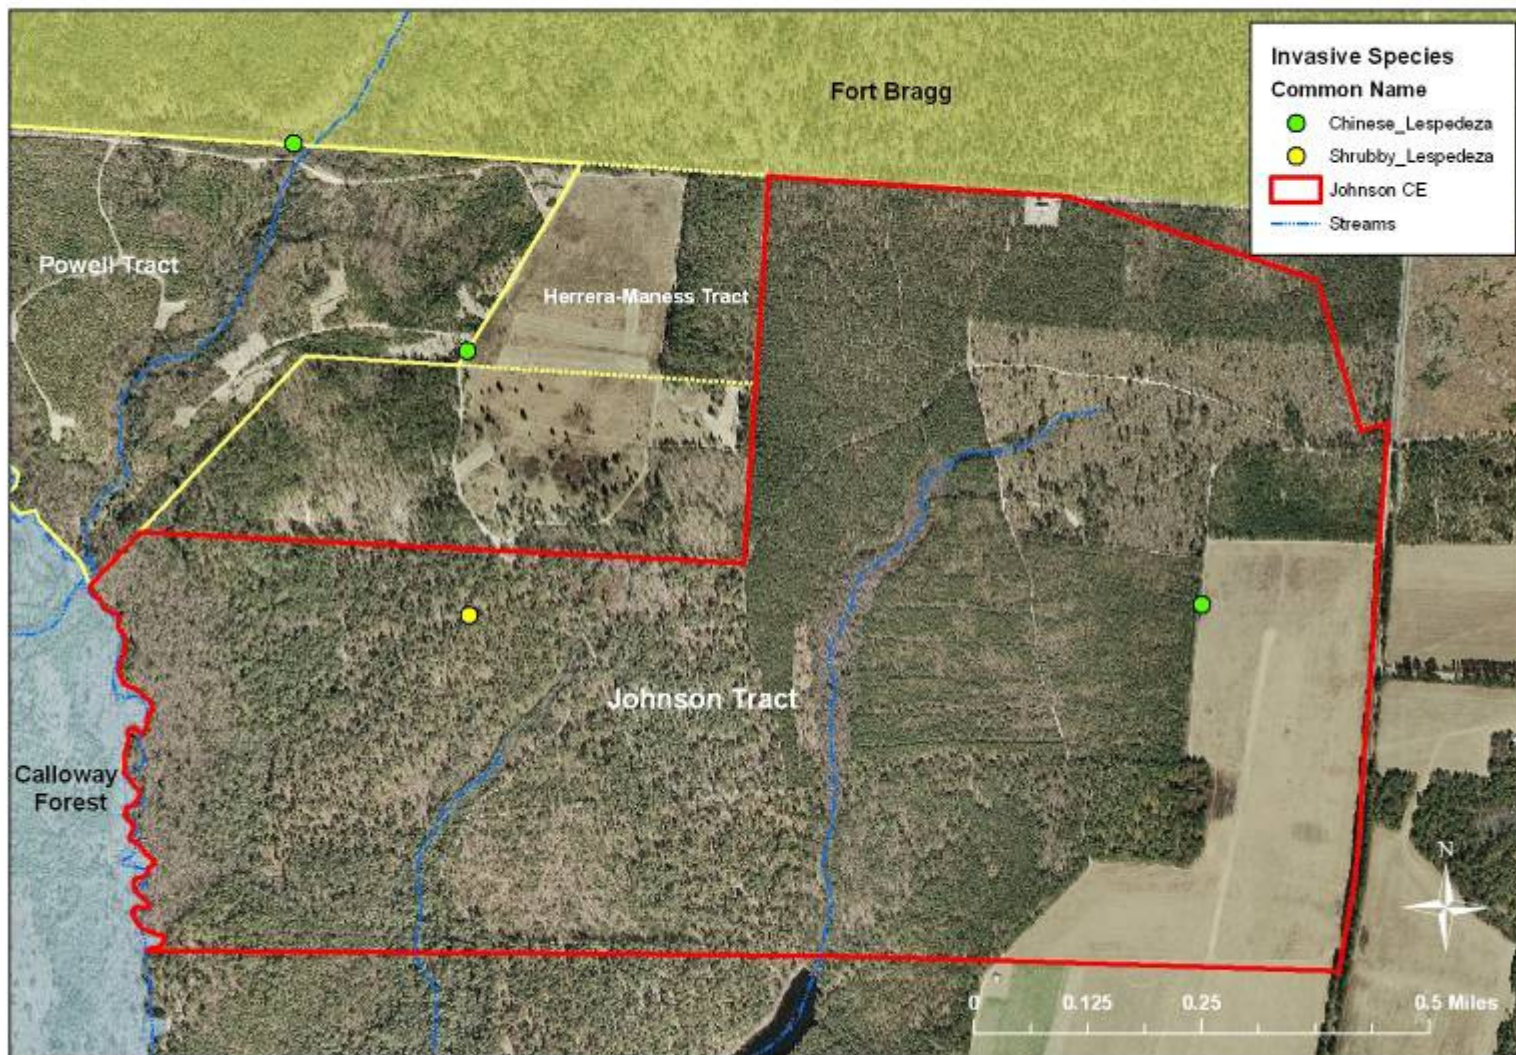 Fort Bragg
Invasive Species
Common Name
Chinese_Lespedeza
Shrubby_Lespedeza
Johnson CE
Streams
Powell Tract
Herrera-Maness Tract
Johnson Tract
Calloway
Forest
N
0 0.125 0.25 0.5 Miles